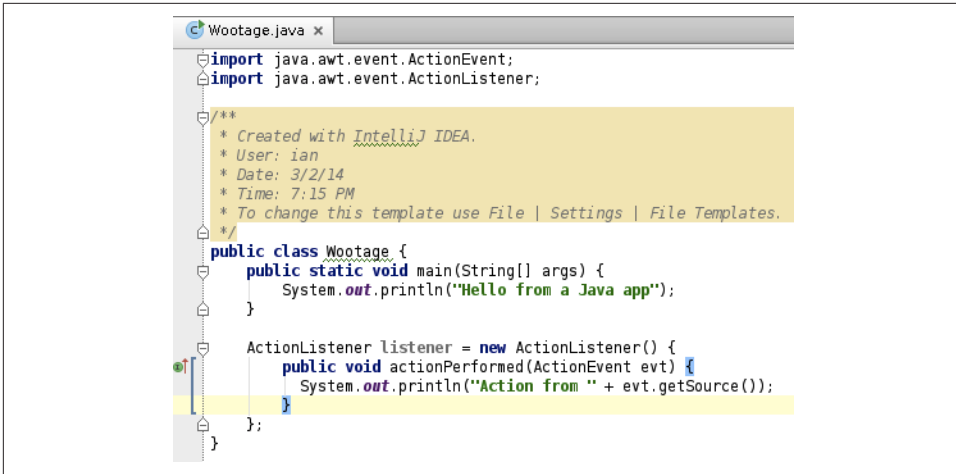 Wootage.java ×
import java.awt.event.ActionEvent;
import java.awt.event.ActionListener;
/**
 * Created with IntelliJ IDEA.
 * User: ian
 * Date: 3/2/14
 * Time: 7:15 PM
 * To change this template use File | Settings | File Templates.
 */
public class Wootage {
    public static void main(String[] args) {
        System.out.println("Hello from a Java app");
    }
    ActionListener listener = new ActionListener() {
        public void actionPerformed(ActionEvent evt) {
          System.out.println("Action from " + evt.getSource());
        }
    };
}